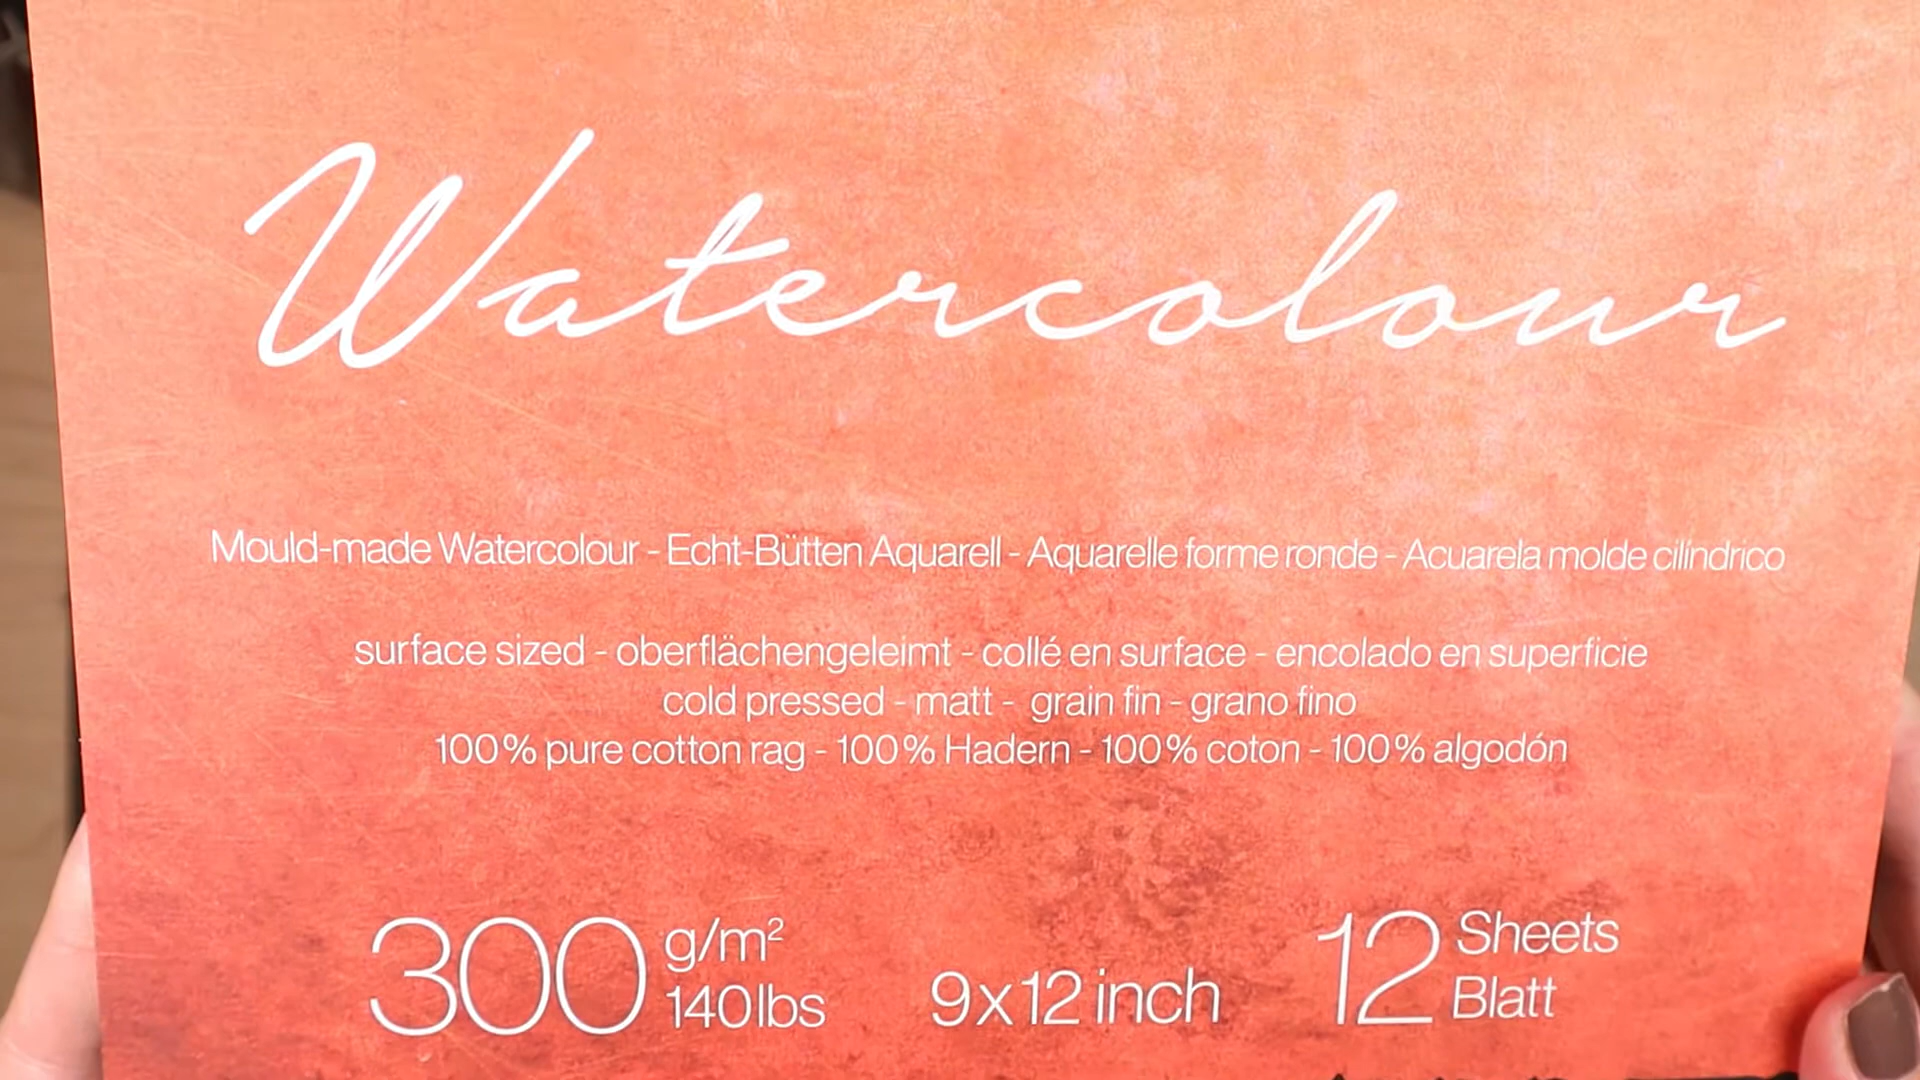 Watercolour
Mould-made Watercolour - Echt-Bütten Aquarell - Aquarelle forme ronde - Acuarela molde cilíndrico
surface sized - oberflächengeleimt - collé en surface - encolado en superficie
cold pressed - matt - grain fin - grano fino
100% pure cotton rag - 100% Hadern - 100% coton - 100% algodón
300 g/m²
140lbs
9x12 inch
12 Sheets
Blatt